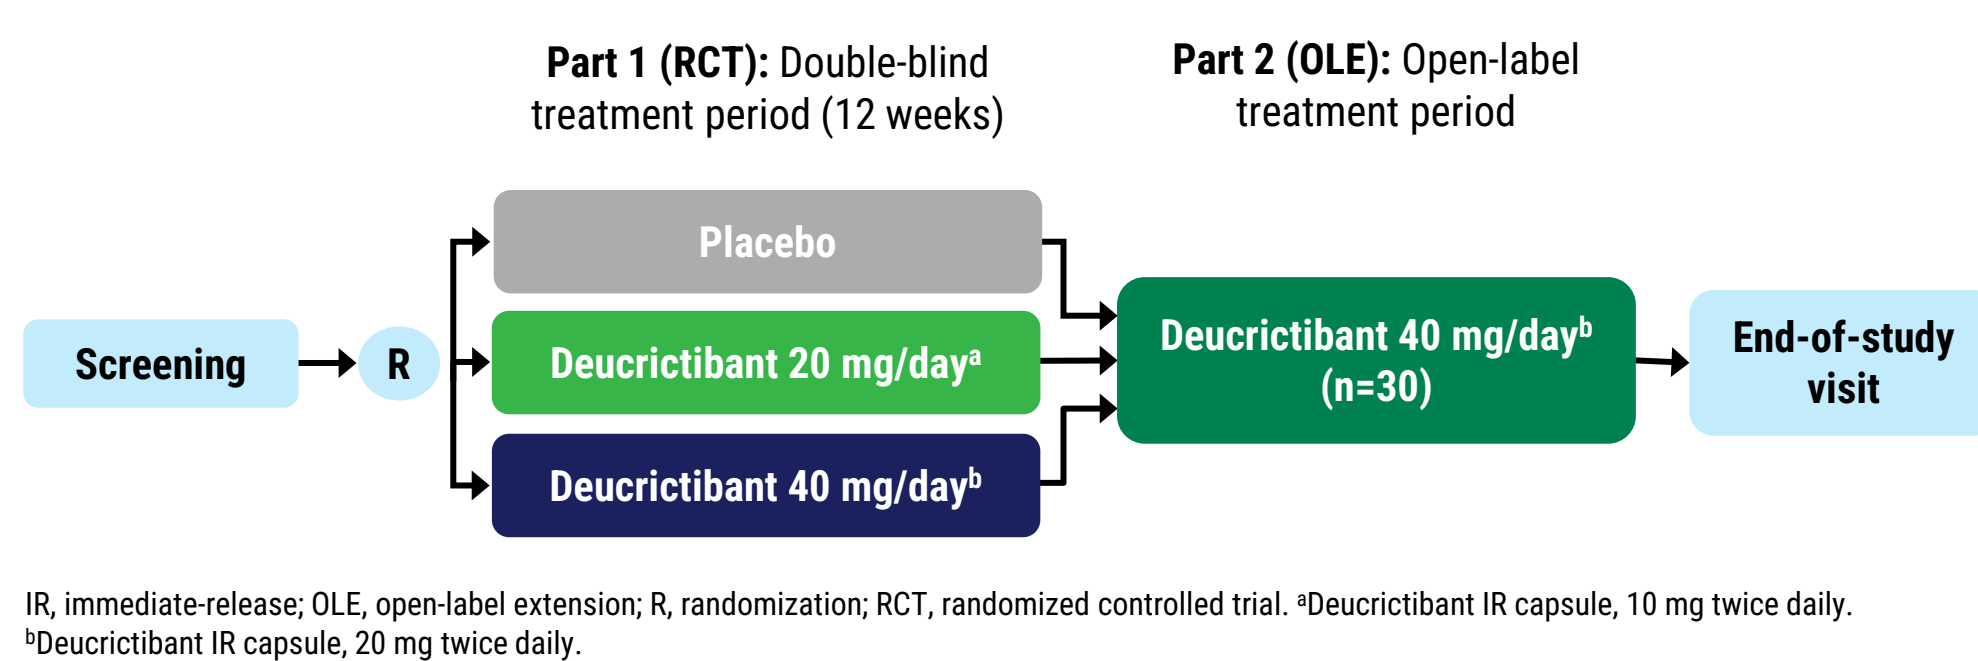 Part 1 (RCT): Double-blind
treatment period (12 weeks)
Part 2 (OLE): Open-label
treatment period
Screening
R
Placebo
Deucrictibant 20 mg/dayᵃ
Deucrictibant 40 mg/dayᵇ
Deucrictibant 40 mg/dayᵇ
(n=30)
End-of-study
visit
IR, immediate-release; OLE, open-label extension; R, randomization; RCT, randomized controlled trial. ᵃDeucrictibant IR capsule, 10 mg twice daily.
ᵇDeucrictibant IR capsule, 20 mg twice daily.